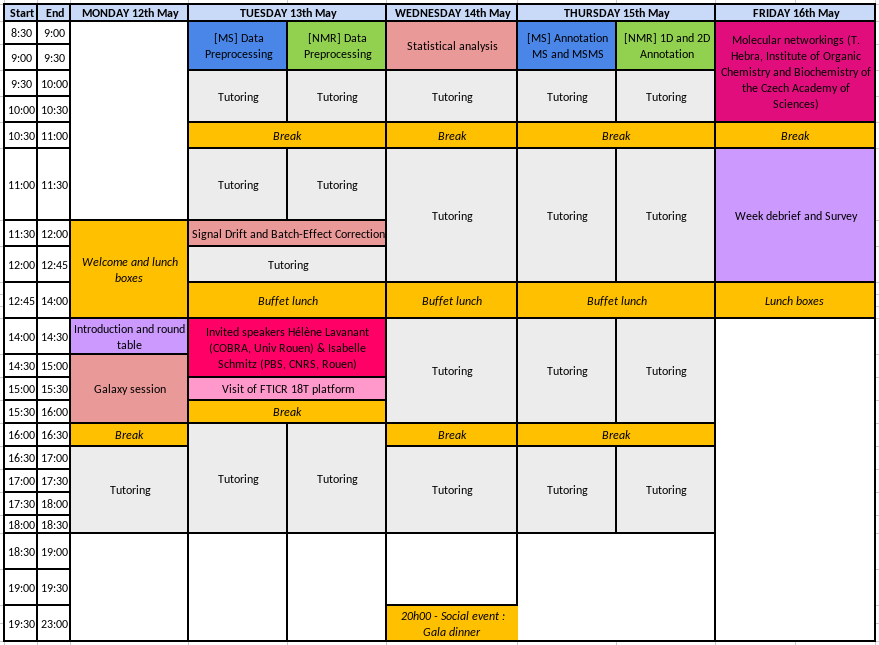 Start End MONDAY 12th May TUESDAY 13th May WEDNESDAY 14th May THURSDAY 15th May FRIDAY 16th May
8:30 9:00
[MS] Data
Preprocessing
[NMR] Data
Preprocessing
Statistical analysis
[MS] Annotation
MS and MSMS
[NMR] 1D and 2D
Annotation
Molecular networkings (T.
Hebra, Institute of Organic
Chemistry and Biochemistry of
the Czech Academy of
Sciences)
9:00 9:30
9:30 10:00
Tutoring Tutoring Tutoring Tutoring Tutoring
10:00 10:30
10:30 11:00 Break Break Break Break
11:00 11:30 Tutoring Tutoring
Tutoring Tutoring Tutoring Week debrief and Survey
11:30 12:00 Signal Drift and Batch-Effect Correction
Welcome and lunch
boxes
12:00 12:45 Tutoring
12:45 14:00 Buffet lunch Buffet lunch Buffet lunch Lunch boxes
14:00 14:30
Introduction and round
table
Invited speakers Hélène Lavanant
(COBRA, Univ Rouen) & Isabelle
Schmitz (PBS, CNRS, Rouen)
Tutoring Tutoring Tutoring
14:30 15:00
Galaxy session
15:00 15:30 Visit of FTICR 18T platform
15:30 16:00 Break
16:00 16:30 Break Break Break
16:30 17:00
17:00 17:30
Tutoring Tutoring Tutoring Tutoring Tutoring Tutoring
17:30 18:00
18:00 18:30
18:30 19:00
19:00 19:30
19:30 23:00
20h00 - Social event :
Gala dinner